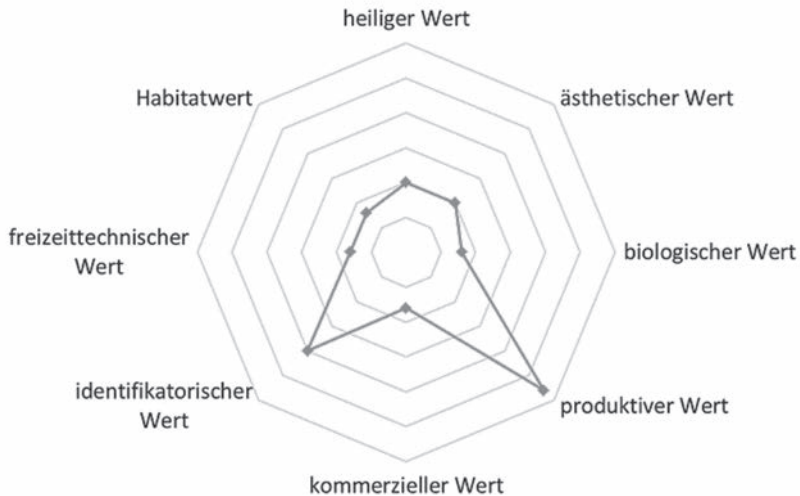 heiliger Wert
Habitatwert
ästhetischer Wert
freizeittechnischer
Wert
biologischer Wert
identifikatorischer
Wert
produktiver Wert
kommerzieller Wert